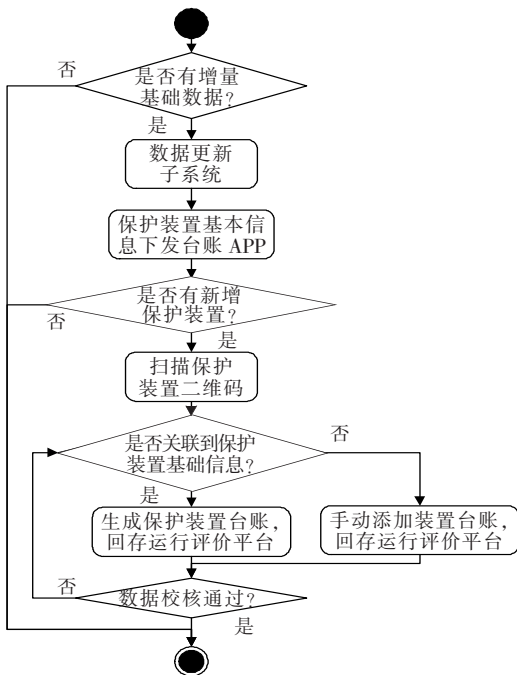 否
是否有增量
基础数据?
是
数据更新
子系统
保护装置基本信
息下发台账 APP
是否有新增
保护装置?
否
是
扫描保护
装置二维码
是否关联到保护
装置基础信息?
否
是
生成保护装置台账,
回存运行评价平台
手动添加装置台账,
回存运行评价平台
否
数据校核通过?
是